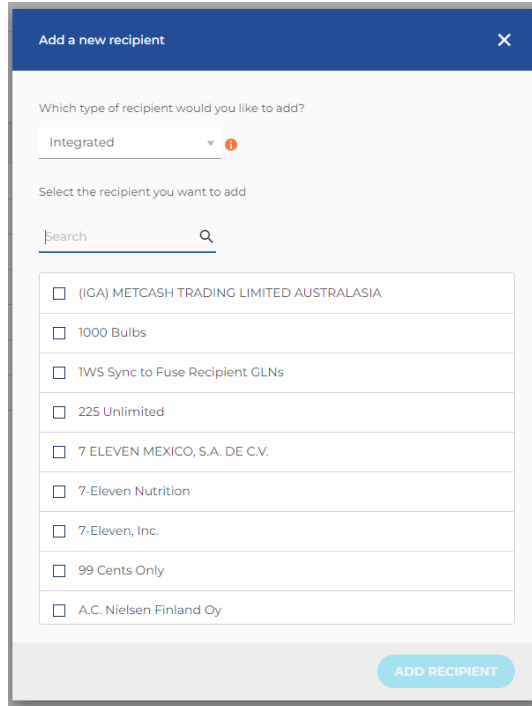 Add a new recipient
Which type of recipient would you like to add?
Integrated
Select the recipient you want to add
Search
(IGA) METCASH TRADING LIMITED AUSTRALASIA
1000 Bulbs
1WS Sync to Fuse Recipient GLNs
225 Unlimited
7 ELEVEN MEXICO, S.A. DE C.V.
7-Eleven Nutrition
7-Eleven, Inc.
99 Cents Only
A.C. Nielsen Finland Oy
ADD RECIPIENT